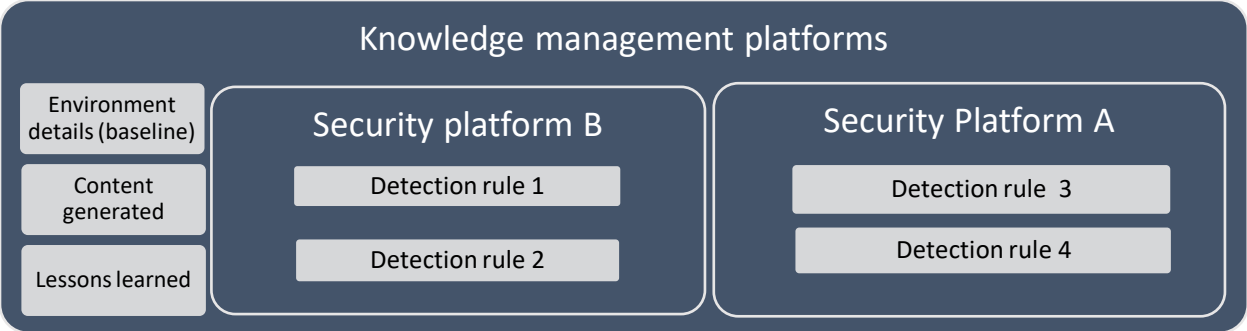 Knowledge management platforms
Environment
details (baseline)
Content
generated
Lessons learned
Security platform B
Detection rule 1
Detection rule 2
Security Platform A
Detection rule  3
Detection rule 4